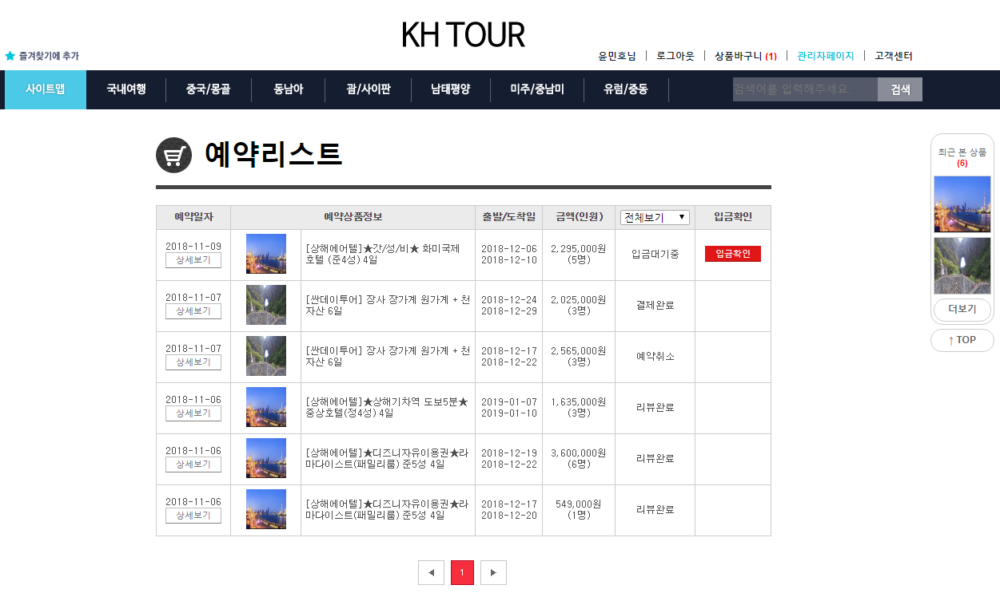 KH TOUR
즐겨찾기에 추가
윤민호님 | 로그아웃 | 상품바구니 (1) | 관리자페이지 | 고객센터
사이트맵 국내여행 중국/몽골 동남아 괌/사이판 남태평양 미주/중남미 유럼/중동 검색어를 입력해주세요. 검색
예약리스트
최근 본 상품
(6)
더보기
↑ TOP
예약일자 예약상품정보 출발/도착일 금액(인원) 전체보기 ▼ 입금확인
2018-11-09
상세보기
[상해에어텔]★갓/성/비★ 화미국제
호텔 (준4성) 4일
2018-12-06
2018-12-10
2,295,000원
(5명)
입금대기중
입금확인
2018-11-07
상세보기
[싼데이투어] 장사 장가계 원가계 + 천
자산 6일
2018-12-24
2018-12-29
2,025,000원
(3명)
결제완료
2018-11-07
상세보기
[싼데이투어] 장사 장가계 원가계 + 천
자산 6일
2018-12-17
2018-12-22
2,565,000원
(3명)
예약취소
2018-11-06
상세보기
[상해에어텔]★상해기차역 도보5분★
중상호텔(정4성) 4일
2019-01-07
2019-01-10
1,635,000원
(3명)
리뷰완료
2018-11-06
상세보기
[상해에어텔]★디즈니자유이용권★라
마다이스트(패밀리룸) 준5성 4일
2018-12-19
2018-12-22
3,600,000원
(6명)
리뷰완료
2018-11-06
상세보기
[상해에어텔]★디즈니자유이용권★라
마다이스트(패밀리룸) 준5성 4일
2018-12-17
2018-12-20
549,000원
(1명)
리뷰완료
◀ 1 ▶